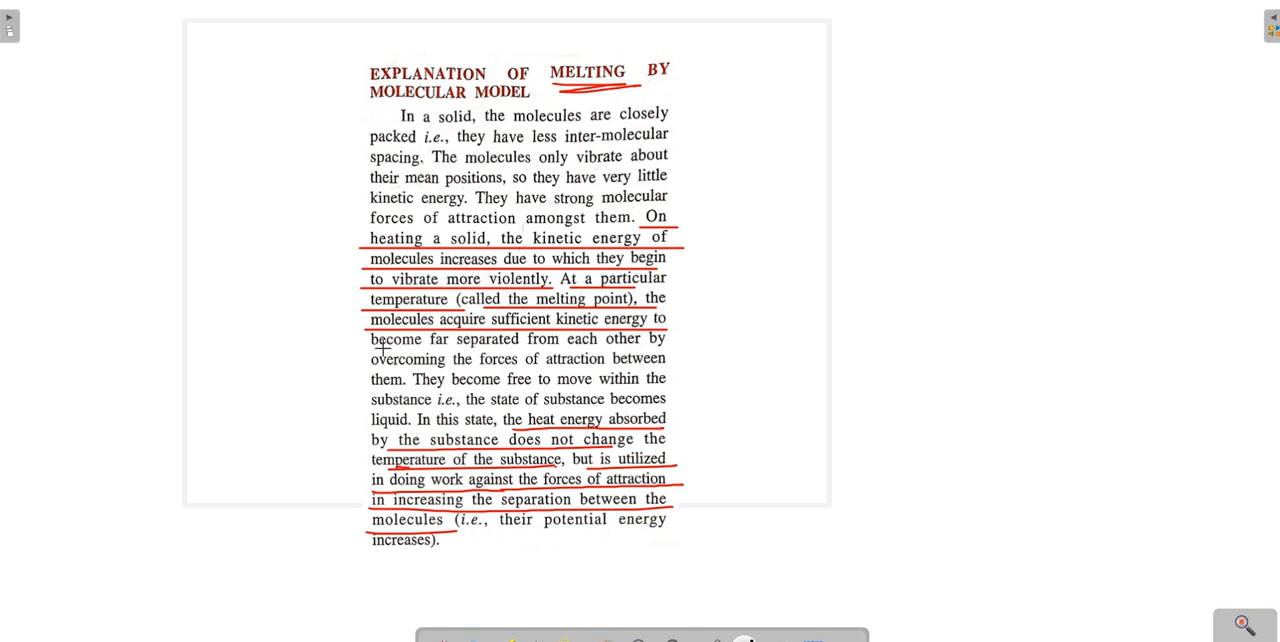 EXPLANATION OF MELTING BY
MOLECULAR MODEL
In a solid, the molecules are closely
packed i.e., they have less inter-molecular
spacing. The molecules only vibrate about
their mean positions, so they have very little
kinetic energy. They have strong molecular
forces of attraction amongst them. On
heating a solid, the kinetic energy of
molecules increases due to which they begin
to vibrate more violently. At a particular
temperature (called the melting point), the
molecules acquire sufficient kinetic energy to
become far separated from each other by
overcoming the forces of attraction between
them. They become free to move within the
substance i.e., the state of substance becomes
liquid. In this state, the heat energy absorbed
by the substance does not change the
temperature of the substance, but is utilized
in doing work against the forces of attraction
in increasing the separation between the
molecules (i.e., their potential energy
increases).